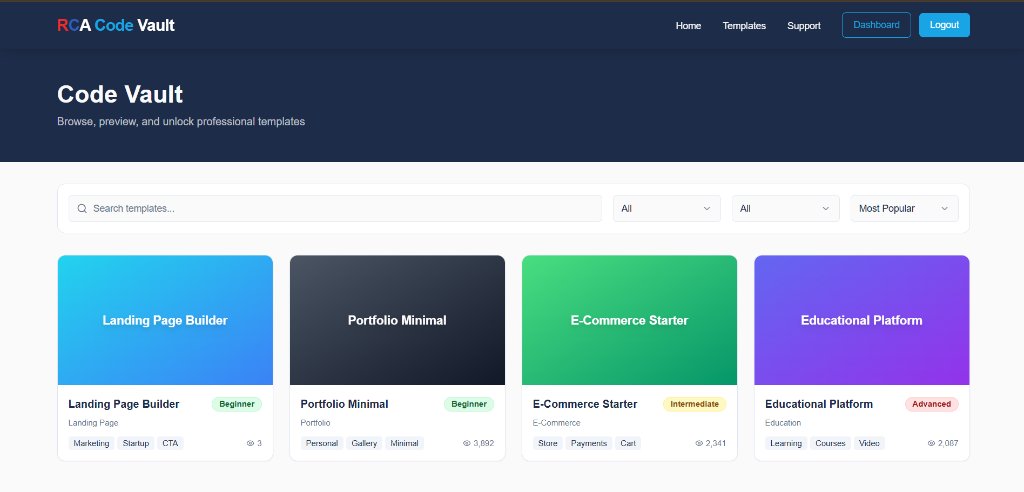 RCA Code Vault
Home
Templates
Support
Dashboard
Logout
Code Vault
Browse, preview, and unlock professional templates
Search templates...
All
All
Most Popular
Landing Page Builder
Landing Page Builder
Beginner
Landing Page
Marketing
Startup
CTA
3
Portfolio Minimal
Portfolio Minimal
Beginner
Portfolio
Personal
Gallery
Minimal
3,892
E-Commerce Starter
E-Commerce Starter
Intermediate
E-Commerce
Store
Payments
Cart
2,341
Educational Platform
Educational Platform
Advanced
Education
Learning
Courses
Video
2,087